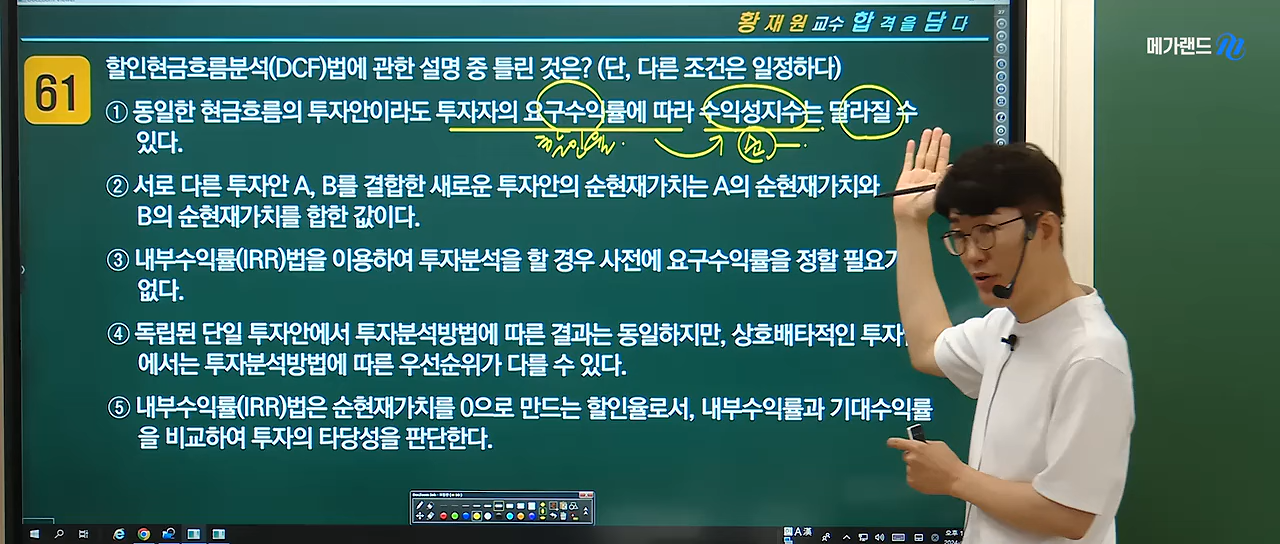 황재원 교수 합격을 담다
메가랜드
61
할인현금흐름분석(DCF)법에 관한 설명 중 틀린 것은? (단, 다른 조건은 일정하다)
① 동일한 현금흐름의 투자안이라도 투자자의 요구수익률에 따라 수익성지수는 달라질 수
있다.
② 서로 다른 투자안 A, B를 결합한 새로운 투자안의 순현재가치는 A의 순현재가치와
B의 순현재가치를 합한 값이다.
③ 내부수익률(IRR)법을 이용하여 투자분석을 할 경우 사전에 요구수익률을 정할
없다.
④ 독립된 단일 투자안에서 투자분석방법에 따른 결과는 동일하지만, 상호배타적인
에서는 투자분석방법에 따른 우선순위가 다를 수 있다.
⑤ 내부수익률(IRR)법은 순현재가치를 0으로 만드는 할인율로서, 내부수익률과 기대수익률
을 비교하여 투자의 타당성을 판단한다.